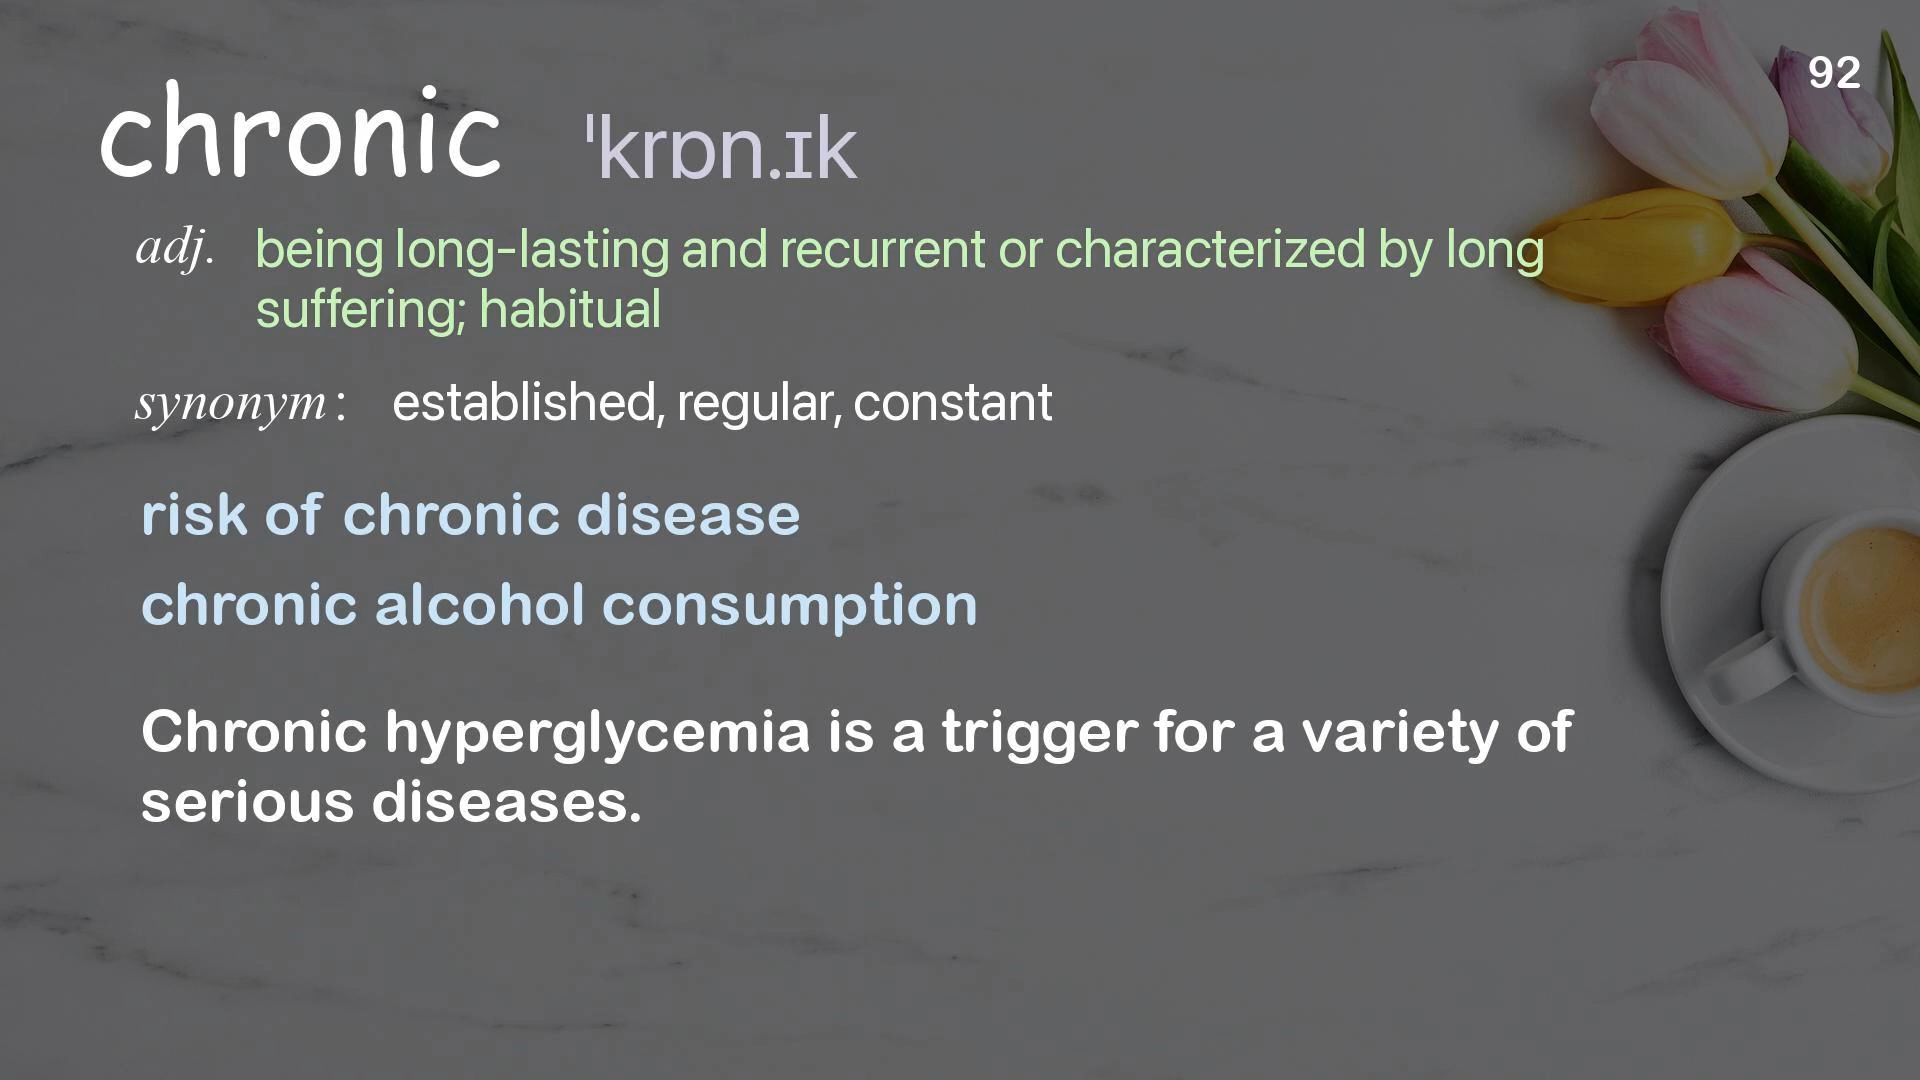 92
chronic ˈkrɒn.ɪk
adj. being long-lasting and recurrent or characterized by long
suffering; habitual
synonym : established, regular, constant
risk of chronic disease
chronic alcohol consumption
Chronic hyperglycemia is a trigger for a variety of
serious diseases.